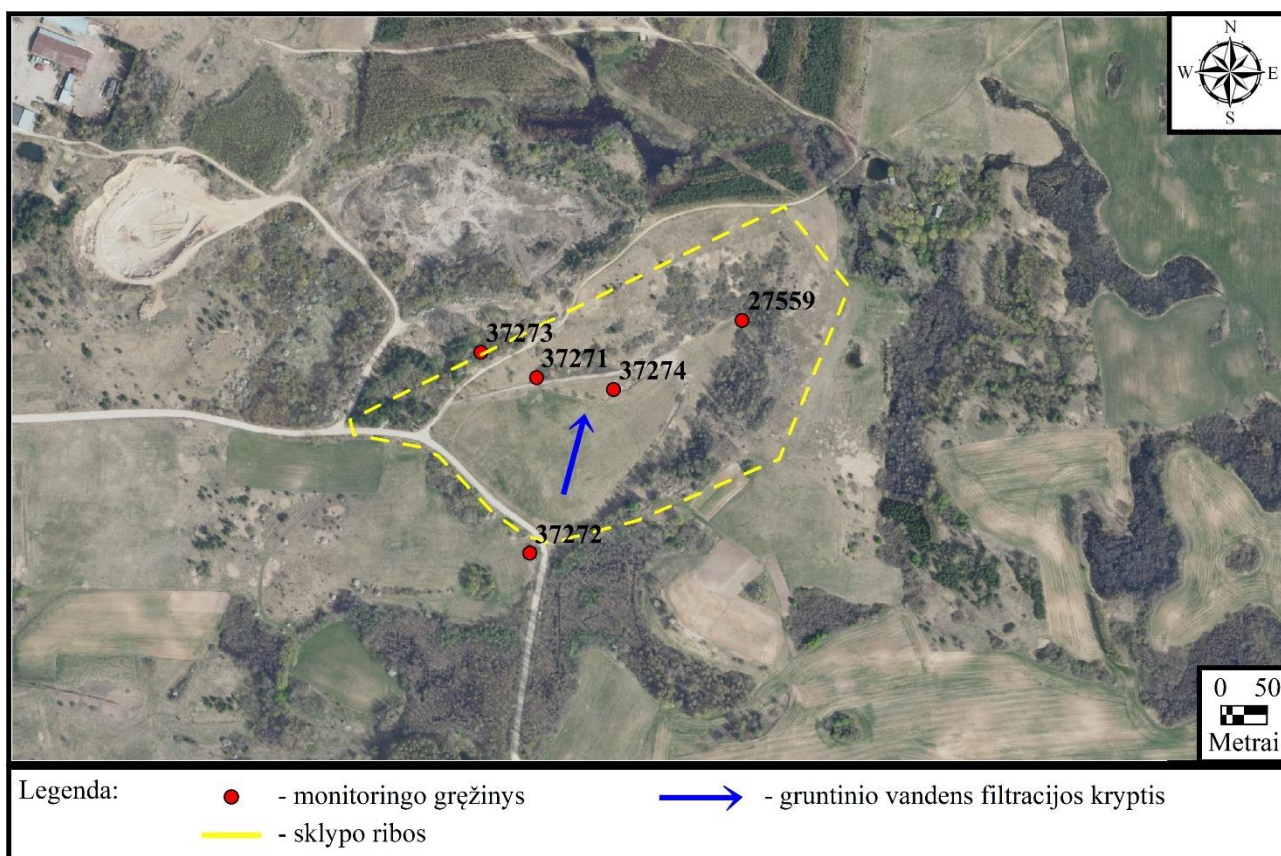 N
W E
S
27559
37273
37271
37274
37272
0 50
Metrai
Legenda:
- monitoringo gręžinys
- gruntinio vandens filtracijos kryptis
- sklypo ribos